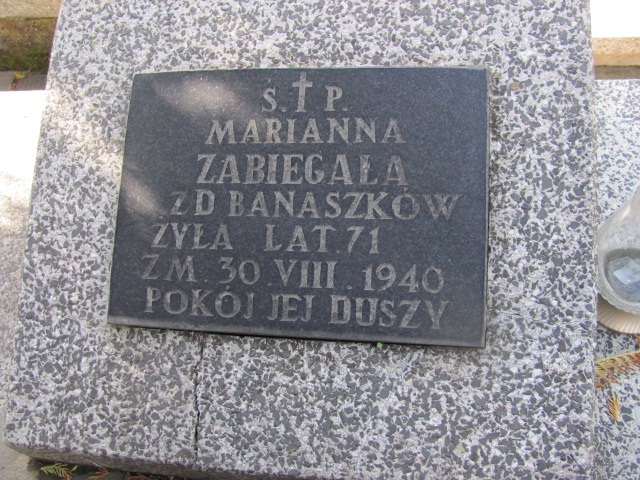 Ś.†P.
MARIANNA
ZABIEGAŁA
ZD BANASZKÓW
ŻYŁA LAT. 71
ZM. 30.VIII.1940
POKÓJ JEJ DUSZY